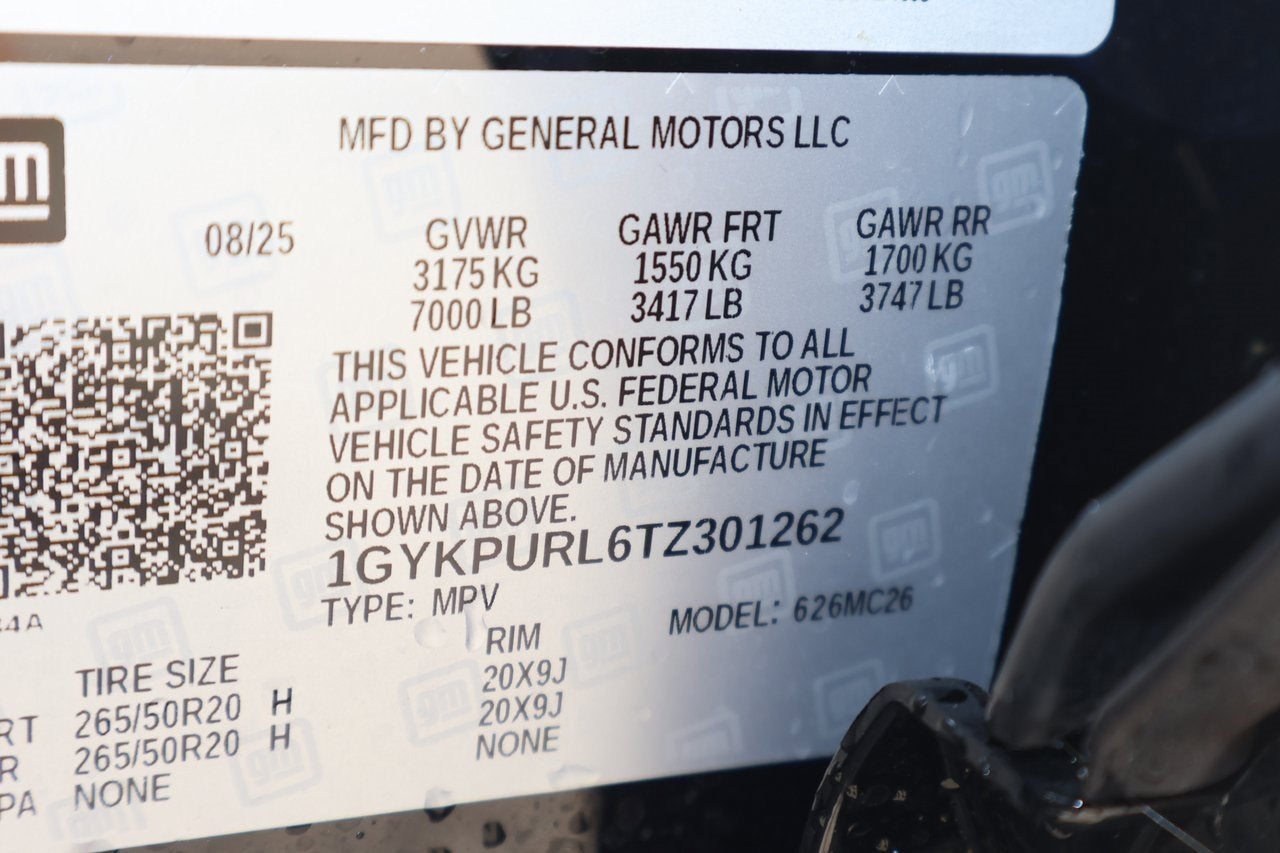 MFD BY GENERAL MOTORS LLC
gm
08/25 GVWR GAWR FRT GAWR RR
3175 KG 1550 KG 1700 KG
7000 LB 3417 LB 3747 LB
THIS VEHICLE CONFORMS TO ALL
APPLICABLE U.S. FEDERAL MOTOR
VEHICLE SAFETY STANDARDS IN EFFECT
ON THE DATE OF MANUFACTURE
SHOWN ABOVE.
1GYKPURL6TZ301262
TYPE: MPV MODEL: 626MC26
TIRE SIZE RIM
RT 265/50R20 H 20X9J
R 265/50R20 H 20X9J
PA NONE NONE